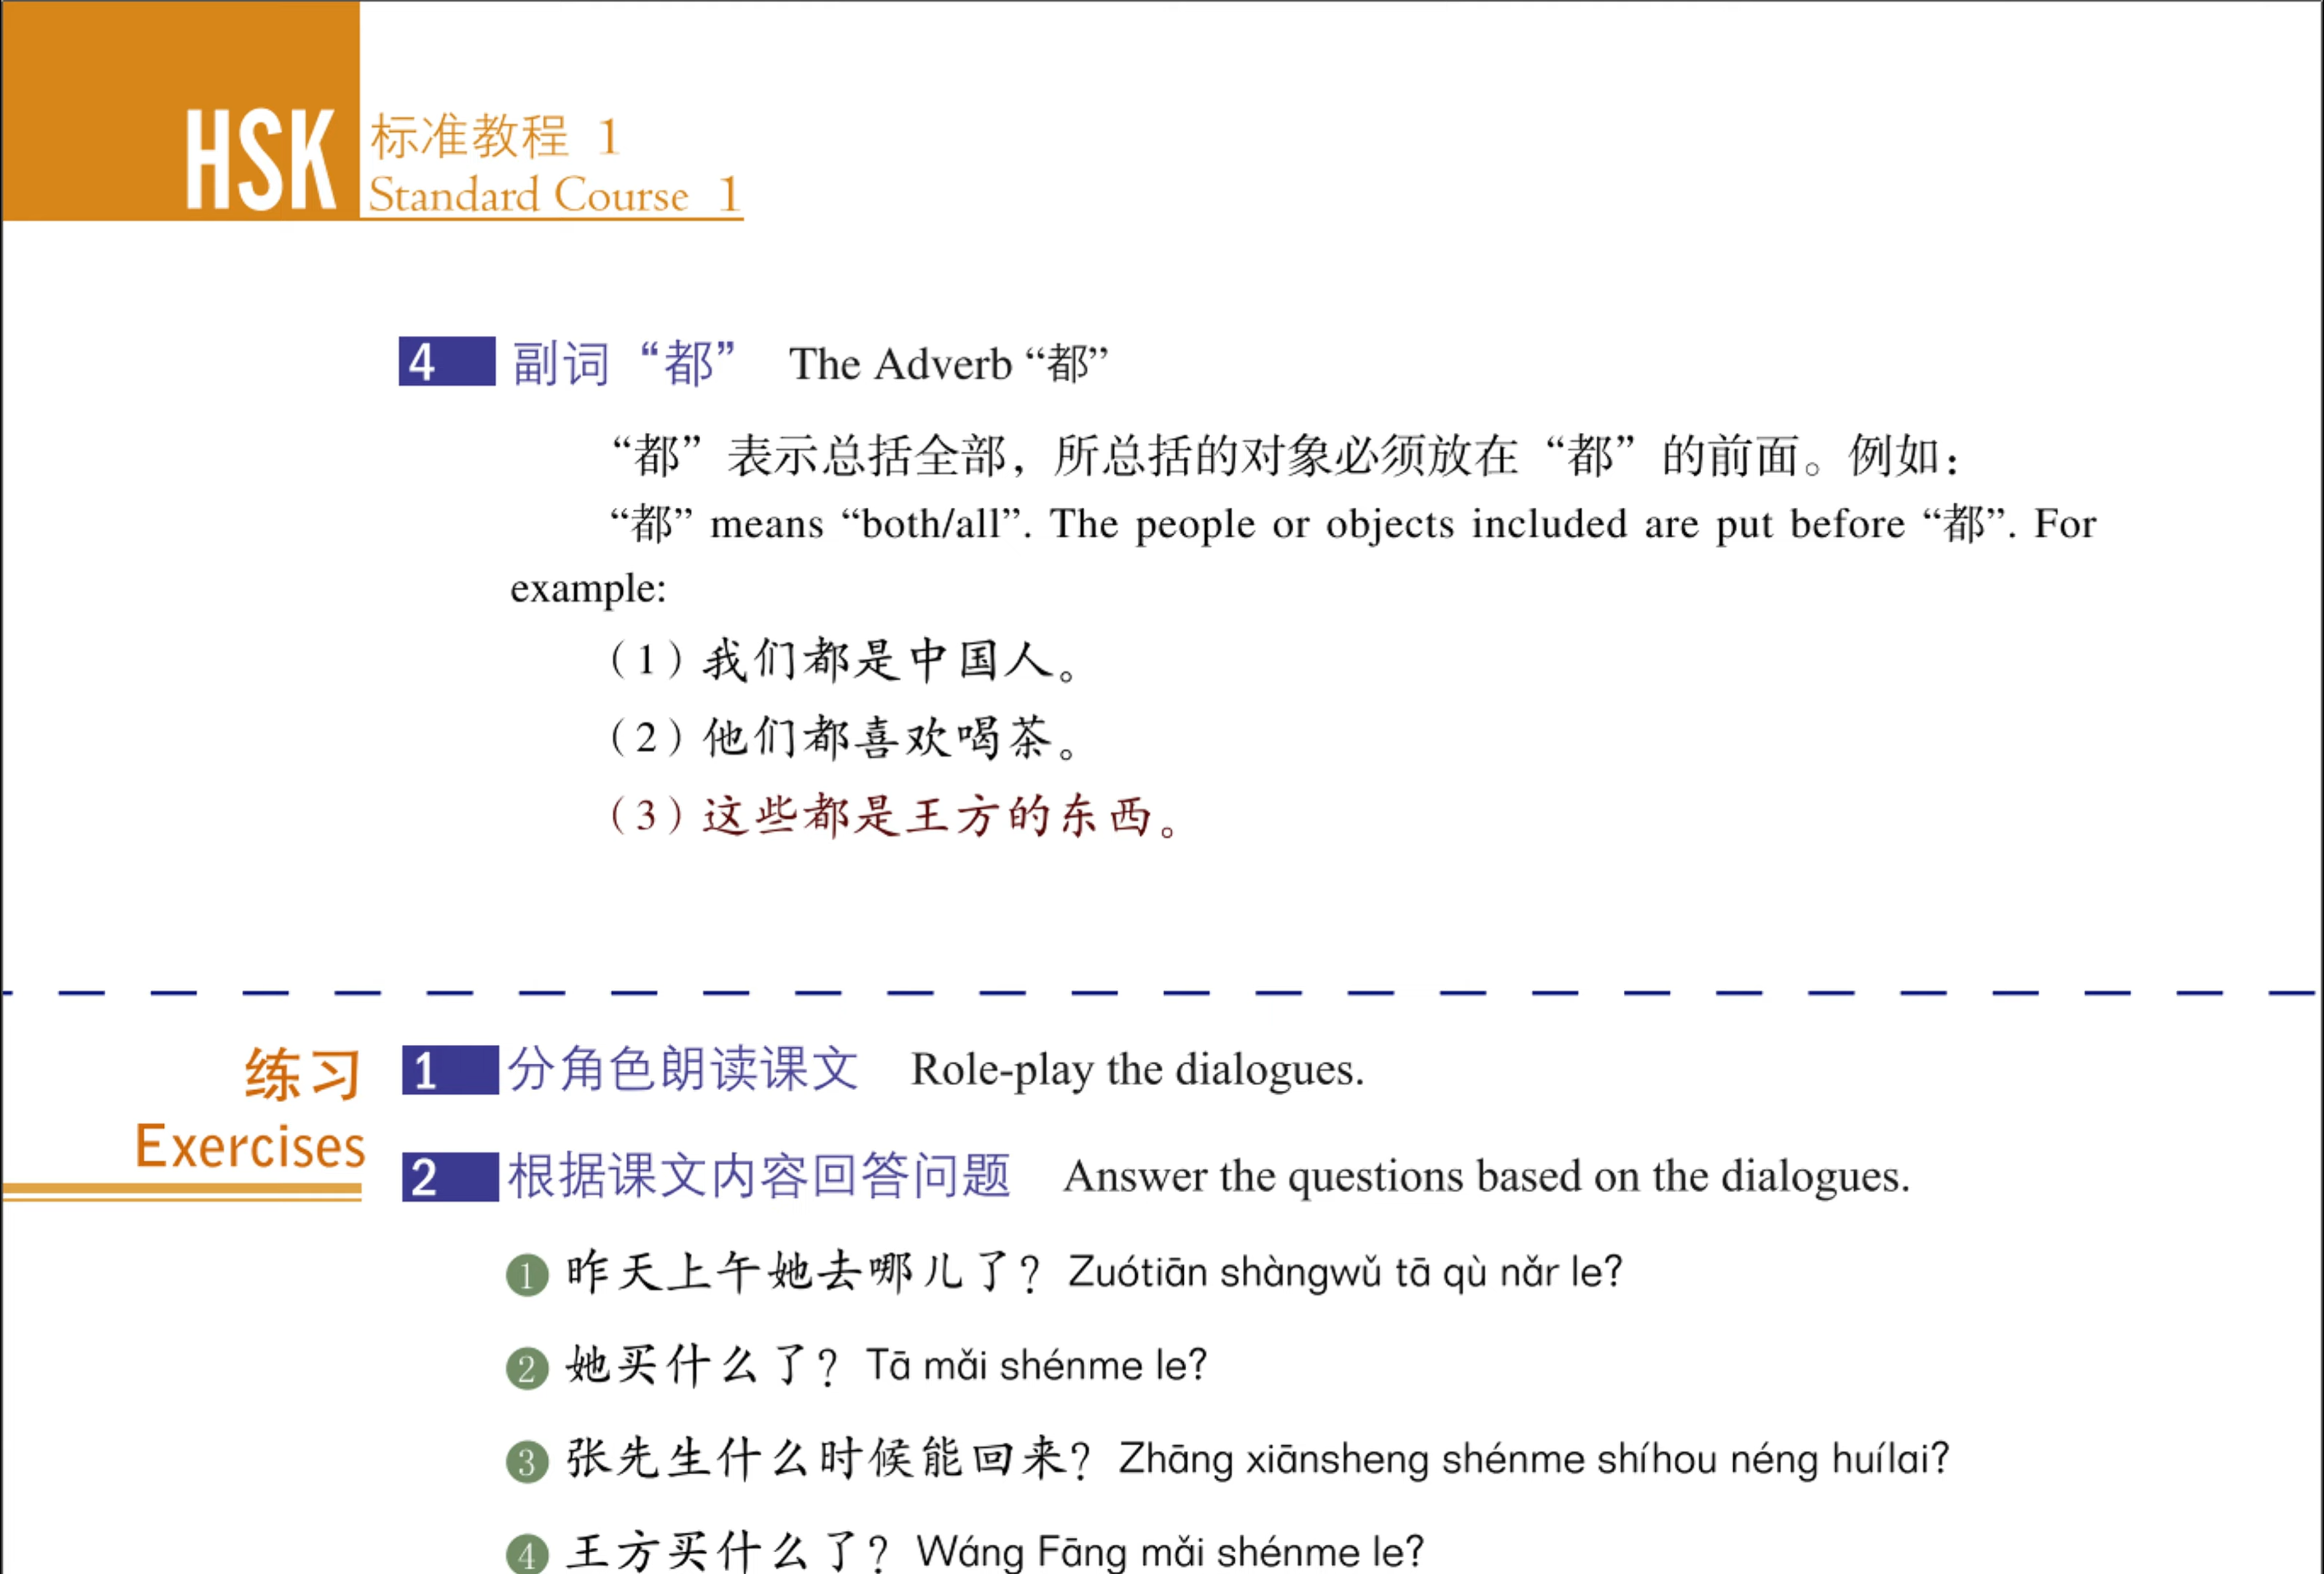 HSK 标准教程 1
Standard Course 1
4 副词“都” The Adverb “都”
“都”表示总括全部，所总括的对象必须放在“都”的前面。例如：
“都” means “both/all”. The people or objects included are put before “都”. For
example:
（1）我们都是中国人。
（2）他们都喜欢喝茶。
（3）这些都是王方的东西。
练习
Exercises
1 分角色朗读课文 Role-play the dialogues.
2 根据课文内容回答问题 Answer the questions based on the dialogues.
❶ 昨天上午她去哪儿了？ Zuótiān shàngwǔ tā qù nǎr le?
❷ 她买什么了？ Tā mǎi shénme le?
❸ 张先生什么时候能回来？ Zhāng xiānsheng shénme shíhou néng huílai?
❹ 王方买什么了？ Wáng Fāng mǎi shénme le?